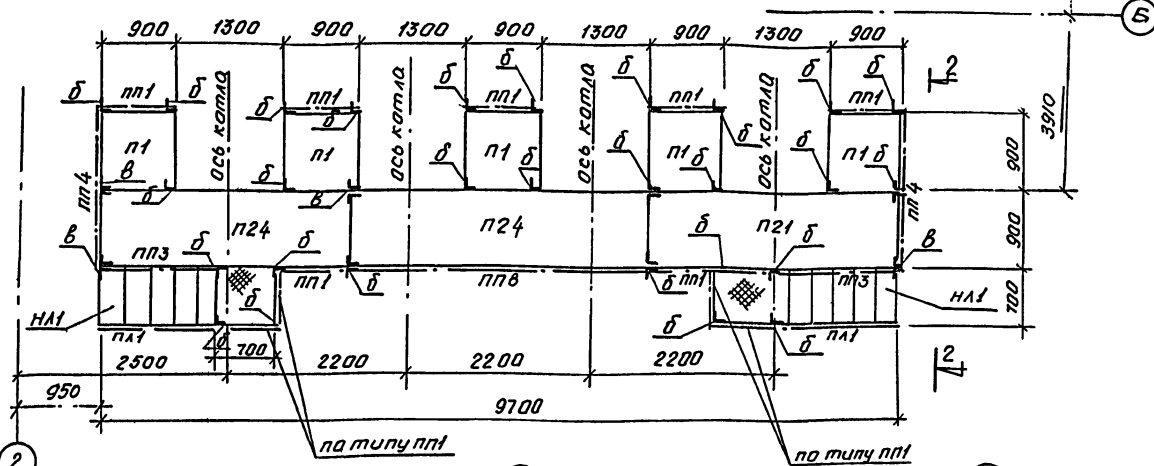 Б
900 1300 900 1300 900 1300 900 1300 900
б пп1 б б пп1 б б пп1 б пп1 б б пп1
2
ось котла ось котла ось котла ось котла
3910
б б б
п1 п1 п1 п1 п1
900
в б б в б б б б б б
пп4 пп4
п24 п24 п21
900
в пп3 б б б б в
пп1 б пп8 б пп1 пп3
нл1 б нл1
700
пл1 б б б пл1
2500 700 2200 2200 2200
2
950
9700
2
по типу пп1 по типу пп1